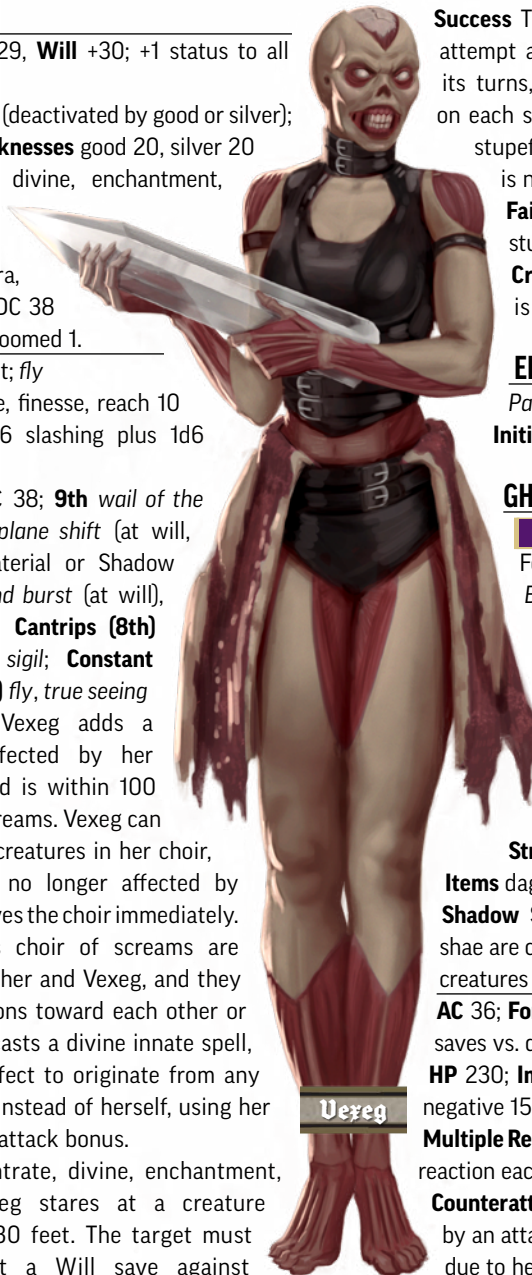 29, Will +30; +1 status to all
(deactivated by good or silver);
knesses good 20, silver 20
divine, enchantment,
ra,
DC 38
oomed 1.
t; fly
e, finesse, reach 10
6 slashing plus 1d6
C 38; 9th wail of the
plane shift (at will,
aterial or Shadow
nd burst (at will),
Cantrips (8th)
sigil; Constant
) fly, true seeing
Vexeg adds a
fected by her
d is within 100
reams. Vexeg can
creatures in her choir,
no longer affected by
ves the choir immediately.
s choir of screams are
her and Vexeg, and they
ons toward each other or
casts a divine innate spell,
fect to originate from any
instead of herself, using her
attack bonus.
ntrate, divine, enchantment,
eg stares at a creature
30 feet. The target must
t a Will save against
Vexeg
Success T
attempt a
its turns,
on each s
stupef
is n
Fai
stu
Cr
is
El
Pa
Initi
GH
F
E
Str
Items dag
Shadow S
shae are c
creatures
AC 36; Fo
saves vs. d
HP 230; In
negative 15
Multiple Re
reaction eac
Counteratt
by an atta
due to he